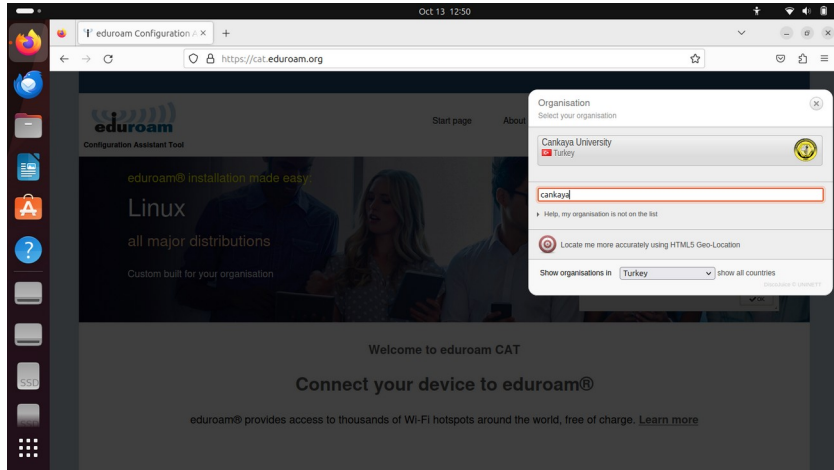 Oct 13 12:50
eduroam Configuration A
https://cat.eduroam.org
eduroam
Configuration Assistant Tool
Start page
About
eduroam® installation made easy:
Linux
all major distributions
Custom built for your organisation
Organisation
Select your organisation
Cankaya University
Turkey
cankaya
Help, my organisation is not on the list
Locate me more accurately using HTML5 Geo-Location
Show organisations in Turkey show all countries
OK
Welcome to eduroam CAT
Connect your device to eduroam®
eduroam® provides access to thousands of Wi-Fi hotspots around the world, free of charge. Learn more
SSD